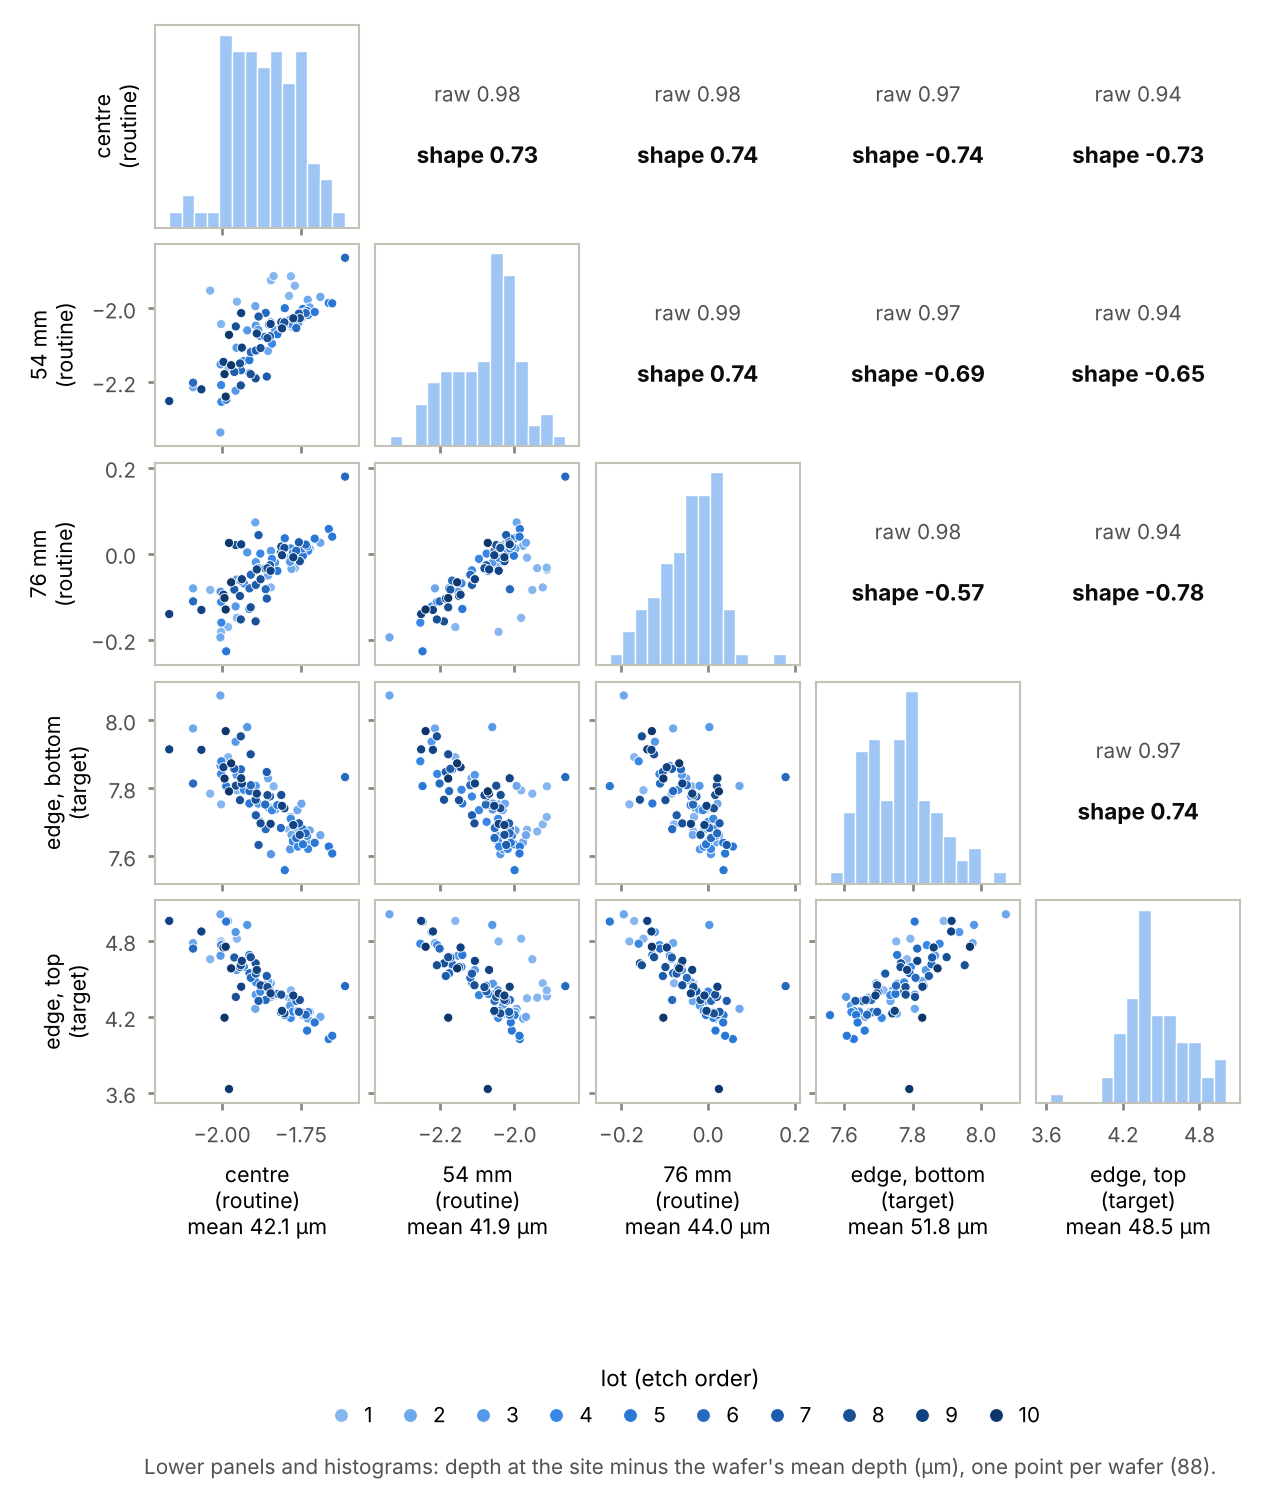 centre
(routine)
raw 0.98
raw 0.98
raw 0.97
raw 0.94
shape 0.73
shape 0.74
shape -0.74
shape -0.73
54 mm
(routine)
−2.0
−2.2
raw 0.99
raw 0.97
raw 0.94
shape 0.74
shape -0.69
shape -0.65
76 mm
(routine)
0.2
0.0
−0.2
raw 0.98
raw 0.94
shape -0.57
shape -0.78
edge, bottom
(target)
8.0
7.8
7.6
raw 0.97
shape 0.74
edge, top
(target)
4.8
4.2
3.6
−2.00 −1.75
−2.2 −2.0
−0.2 0.0 0.2
7.6 7.8 8.0
3.6 4.2 4.8
centre
(routine)
mean 42.1 µm
54 mm
(routine)
mean 41.9 µm
76 mm
(routine)
mean 44.0 µm
edge, bottom
(target)
mean 51.8 µm
edge, top
(target)
mean 48.5 µm
lot (etch order)
1 2 3 4 5 6 7 8 9 10
Lower panels and histograms: depth at the site minus the wafer's mean depth (µm), one point per wafer (88).